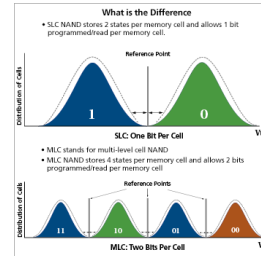 What is the Difference
• SLC NAND stores 2 states per memory cell and allows 1 bit
programmed/read per memory cell.
Reference Point
Distribution of Cells
1
0
SLC: One Bit Per Cell
• MLC stands for multi-level cell NAND
• MLC NAND stores 4 states per memory cell and allows 2 bits
programmed/read per memory cell
Reference Points
Distribution of Cells
11
10
01
00
MLC: Two Bits Per Cell